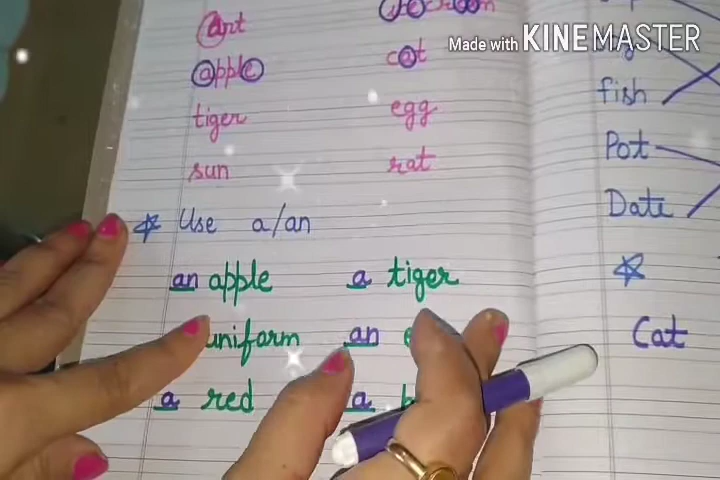 Made with KINEMASTER
ant
apple cat
tiger egg
sun rat
Use a/an
an apple a tiger
uniform an
a red a
fish
Pot
Date
Cat